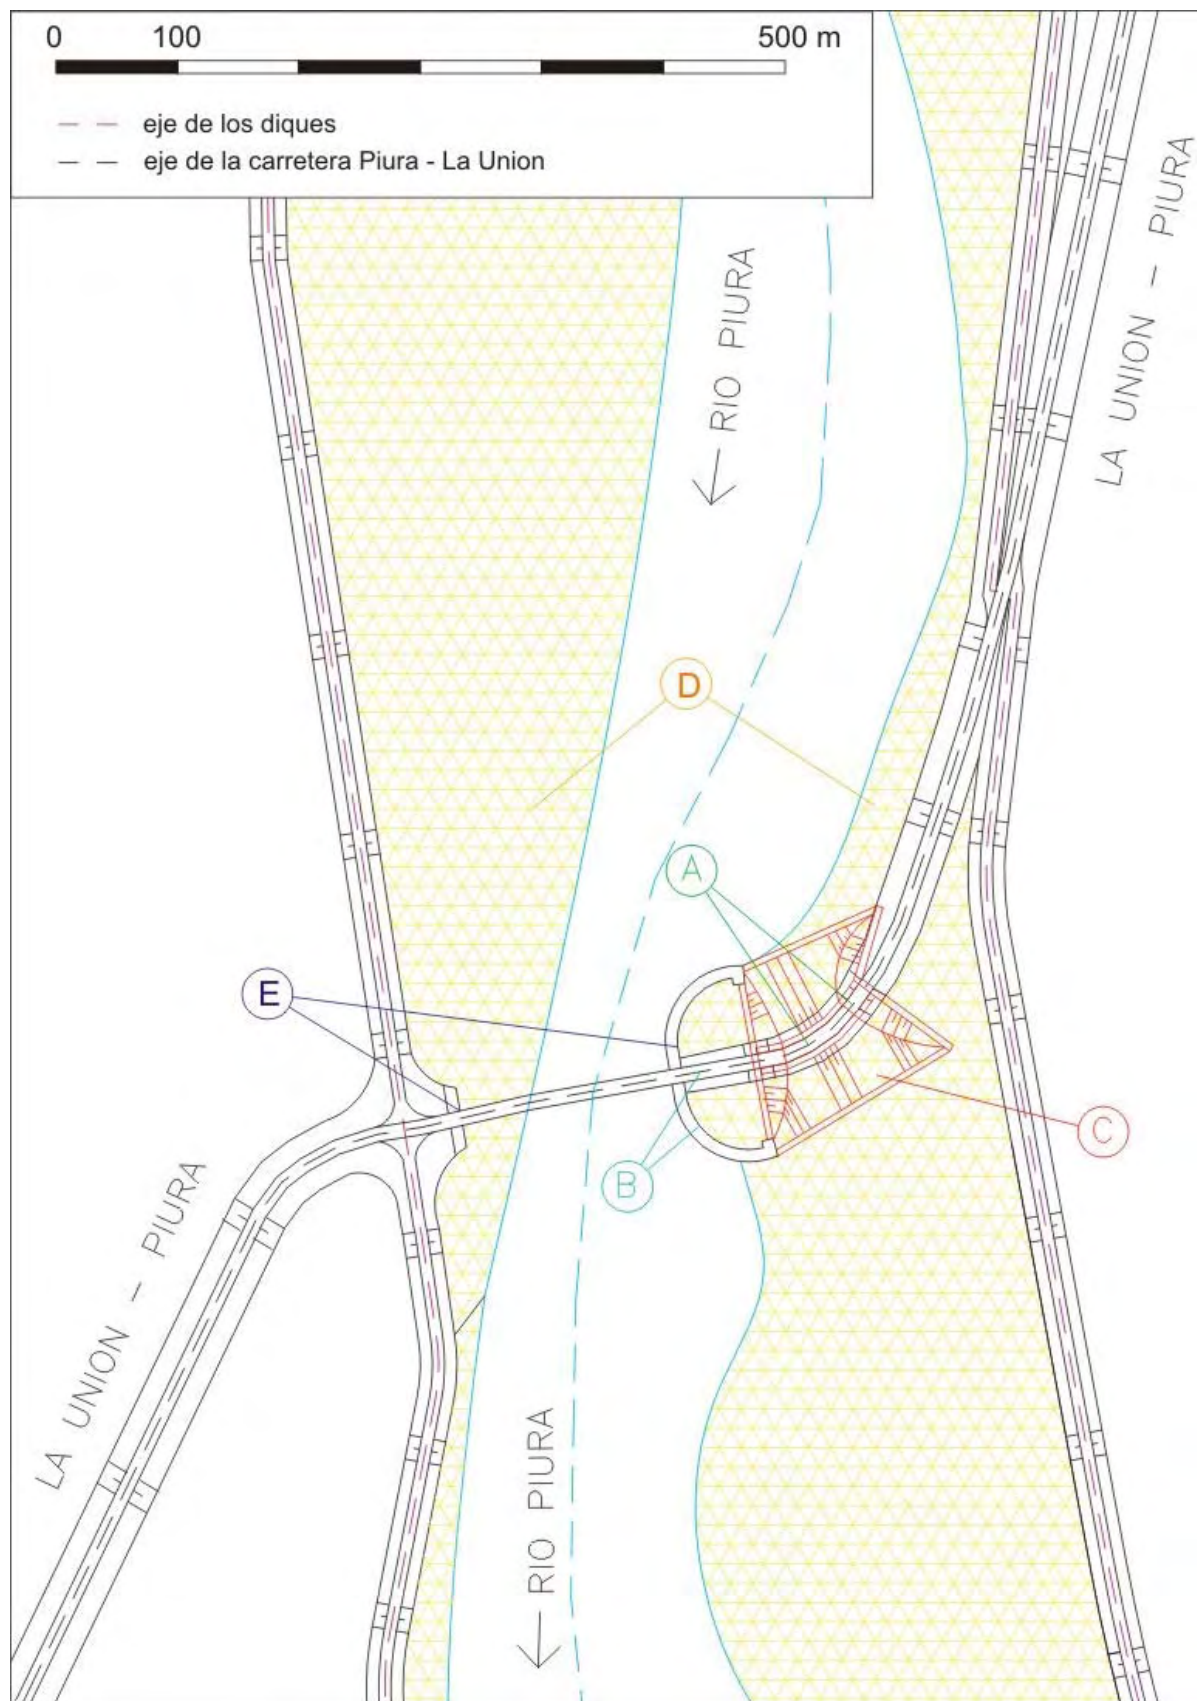 0 100 500 m
eje de los diques
eje de la carretera Piura - La Union
LA UNION - PIURA
RIO PIURA
D
A
E
C
B
LA UNION - PIURA
RIO PIURA